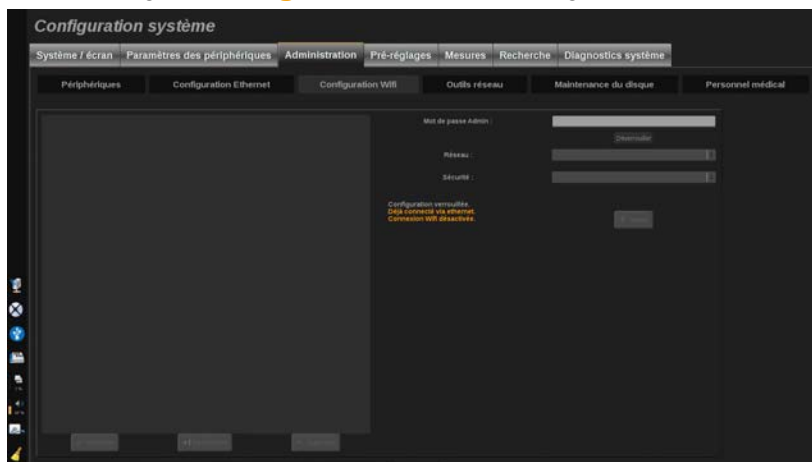 Configuration système
Système / écran Paramètres des périphériques Administration Pré-réglages Mesures Recherche Diagnostics système
Périphériques Configuration Ethernet Configuration Wifi Outils réseau Maintenance du disque Personnel médical
Mot de passe Admin :
Déverrouiller
Réseau :
Sécurité :
Configuration verrouillée.
Déjà connecté via ethernet.
Connexion Wifi désactivée.